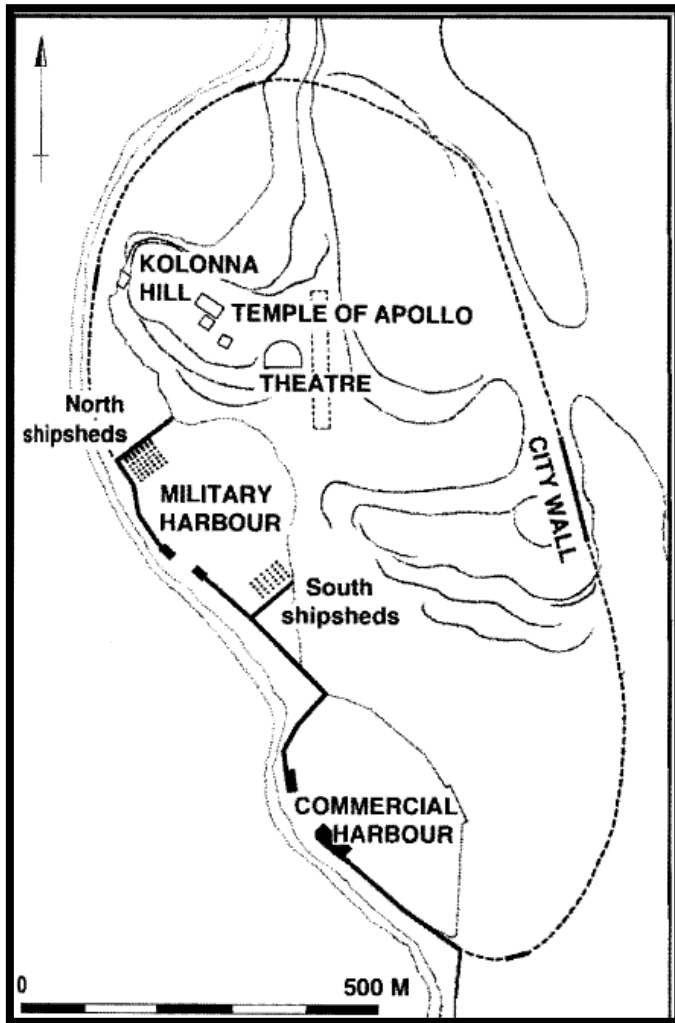 KOLONNA
HILL
TEMPLE OF APOLLO
THEATRE
North
shipsheds
MILITARY
HARBOUR
CITY WALL
South
shipsheds
COMMERCIAL
HARBOUR
0 500 M